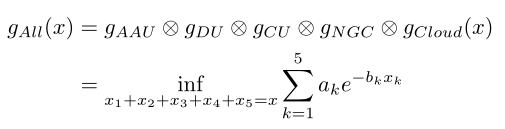 g_{All}(x) = g_{AAU} ⊗ g_{DU} ⊗ g_{CU} ⊗ g_{NGC} ⊗ g_{Cloud}(x)
= \inf_{x_1+x_2+x_3+x_4+x_5=x} \sum_{k=1}^{5} a_k e^{-b_k x_k}